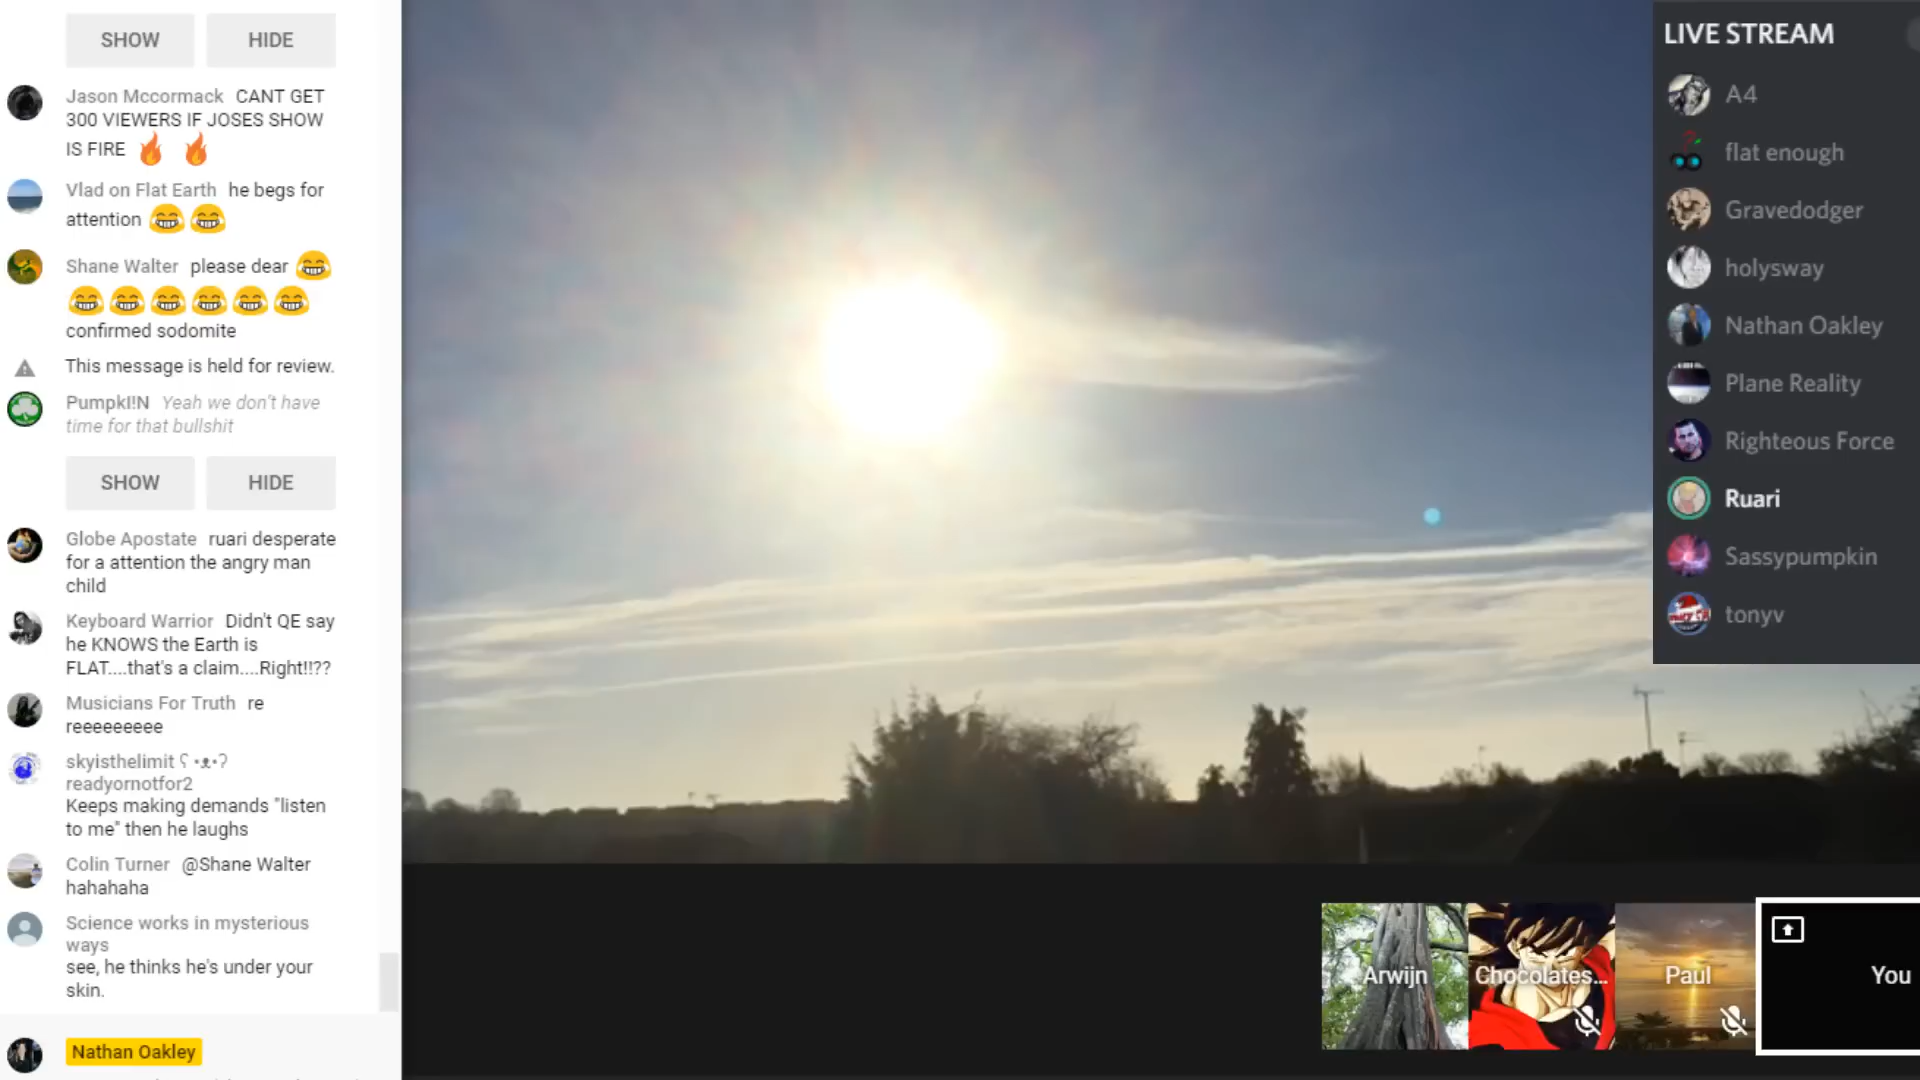 SHOW HIDE
Jason Mccormack CANT GET
300 VIEWERS IF JOSES SHOW
IS FIRE 🔥 🔥
Vlad on Flat Earth he begs for
attention 😂😂
Shane Walter please dear 😂
😂😂😂😂😂😂
confirmed sodomite
This message is held for review.
PumpkI!N Yeah we don't have
time for that bullshit
SHOW HIDE
Globe Apostate ruari desperate
for a attention the angry man
child
Keyboard Warrior Didn't QE say
he KNOWS the Earth is
FLAT....that's a claim....Right!!??
Musicians For Truth re
reeeeeeeee
skyisthelimit ʕ •ᴥ•ʔ
readyornotfor2
Keeps making demands "listen
to me" then he laughs
Colin Turner @Shane Walter
hahahaha
Science works in mysterious
ways
see, he thinks he's under your
skin.
Nathan Oakley
LIVE STREAM
A4
flat enough
Gravedodger
holysway
Nathan Oakley
Plane Reality
Righteous Force
Ruari
Sassypumpkin
tonyv
Arwijn
Chocolates...
Paul
You